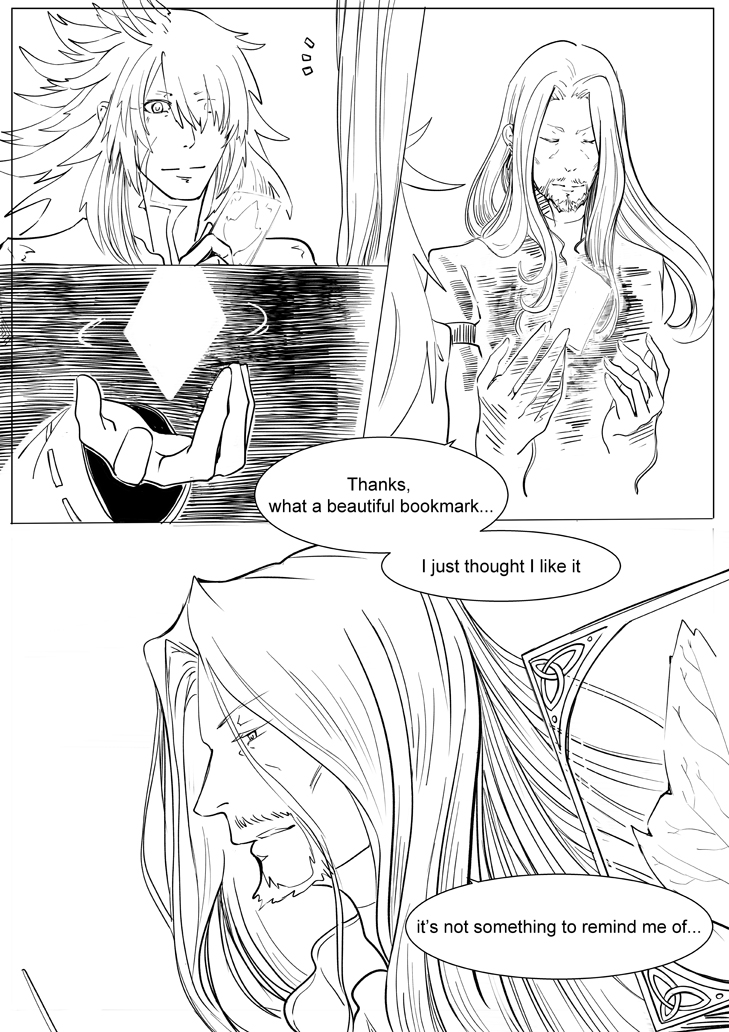 Thanks,
what a beautiful bookmark...
I just thought I like it
it's not something to remind me of...